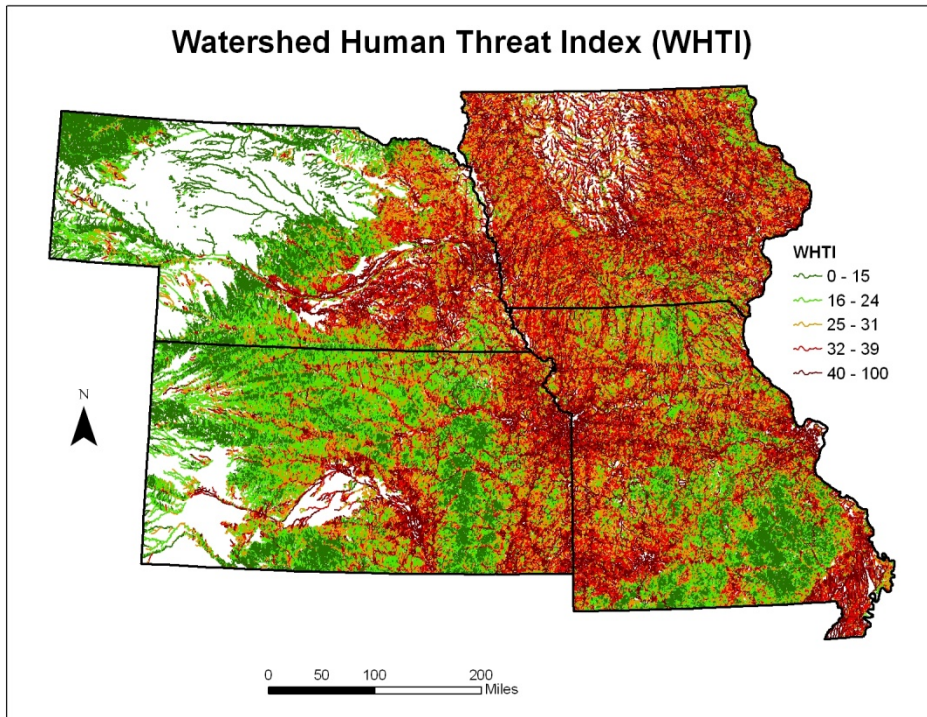 Watershed Human Threat Index (WHTI)
WHTI
0 - 15
16 - 24
25 - 31
32 - 39
40 - 100
N
0 50 100 200
Miles